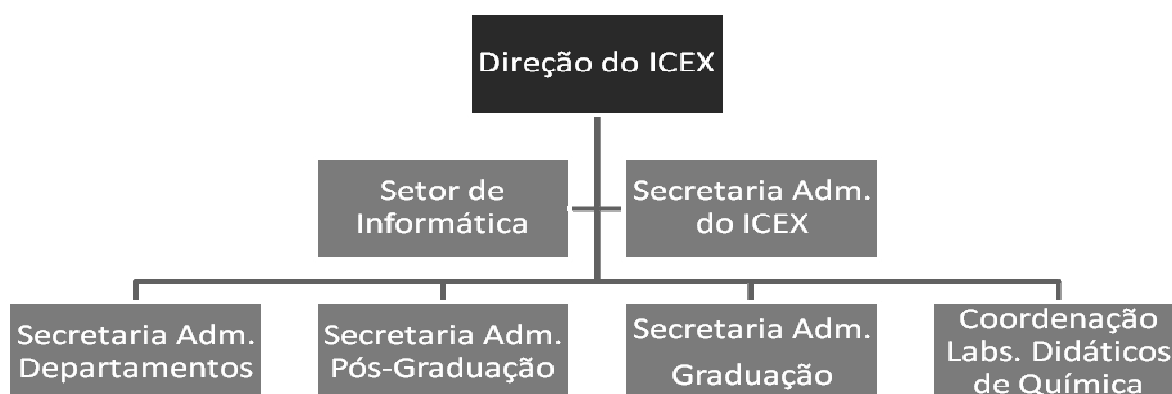 Direção do ICEX
Setor de
Informática
Secretaria Adm.
do ICEX
Secretaria Adm.
Departamentos
Secretaria Adm.
Pós-Graduação
Secretaria Adm.
Graduação
Coordenação
Labs. Didáticos
de Química